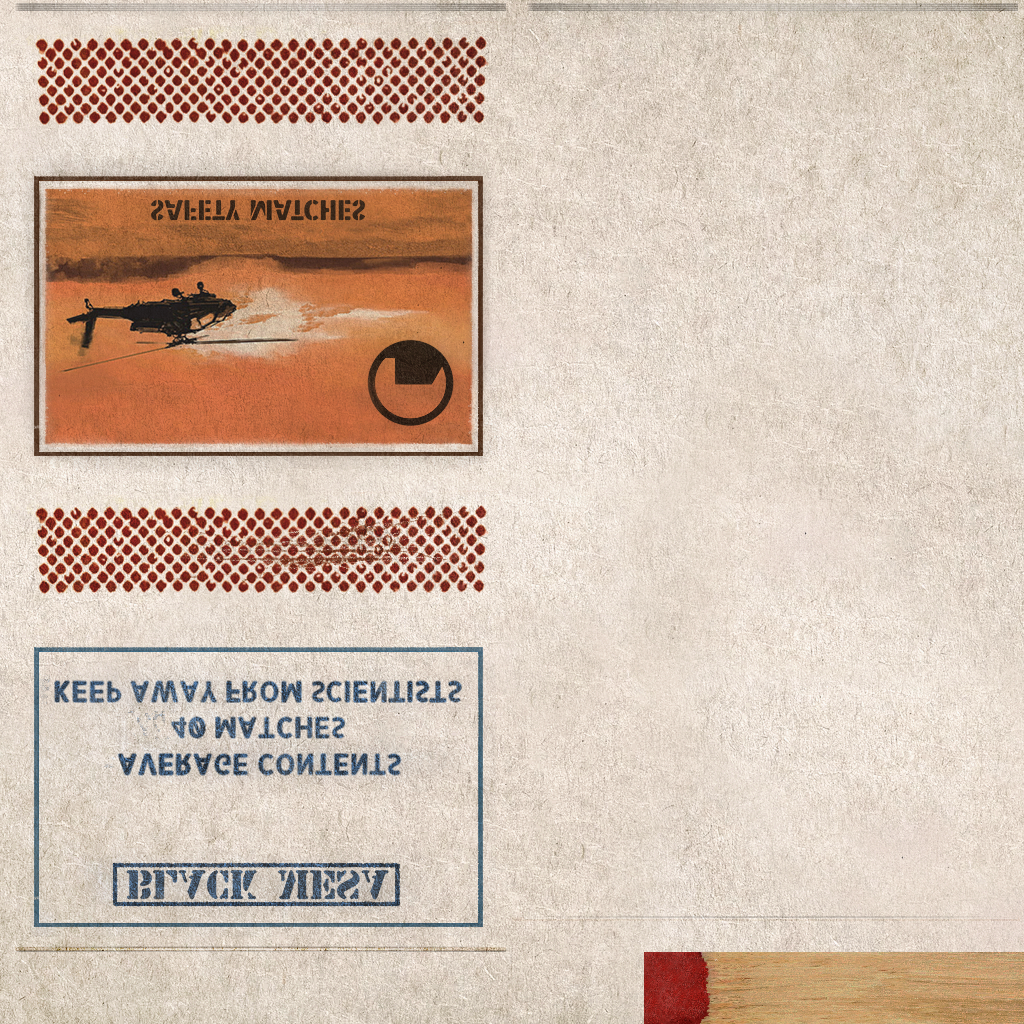 BLACK MESA
AVERAGE CONTENTS
40 MATCHES
KEEP AWAY FROM SCIENTISTS
SAFETY MATCHES